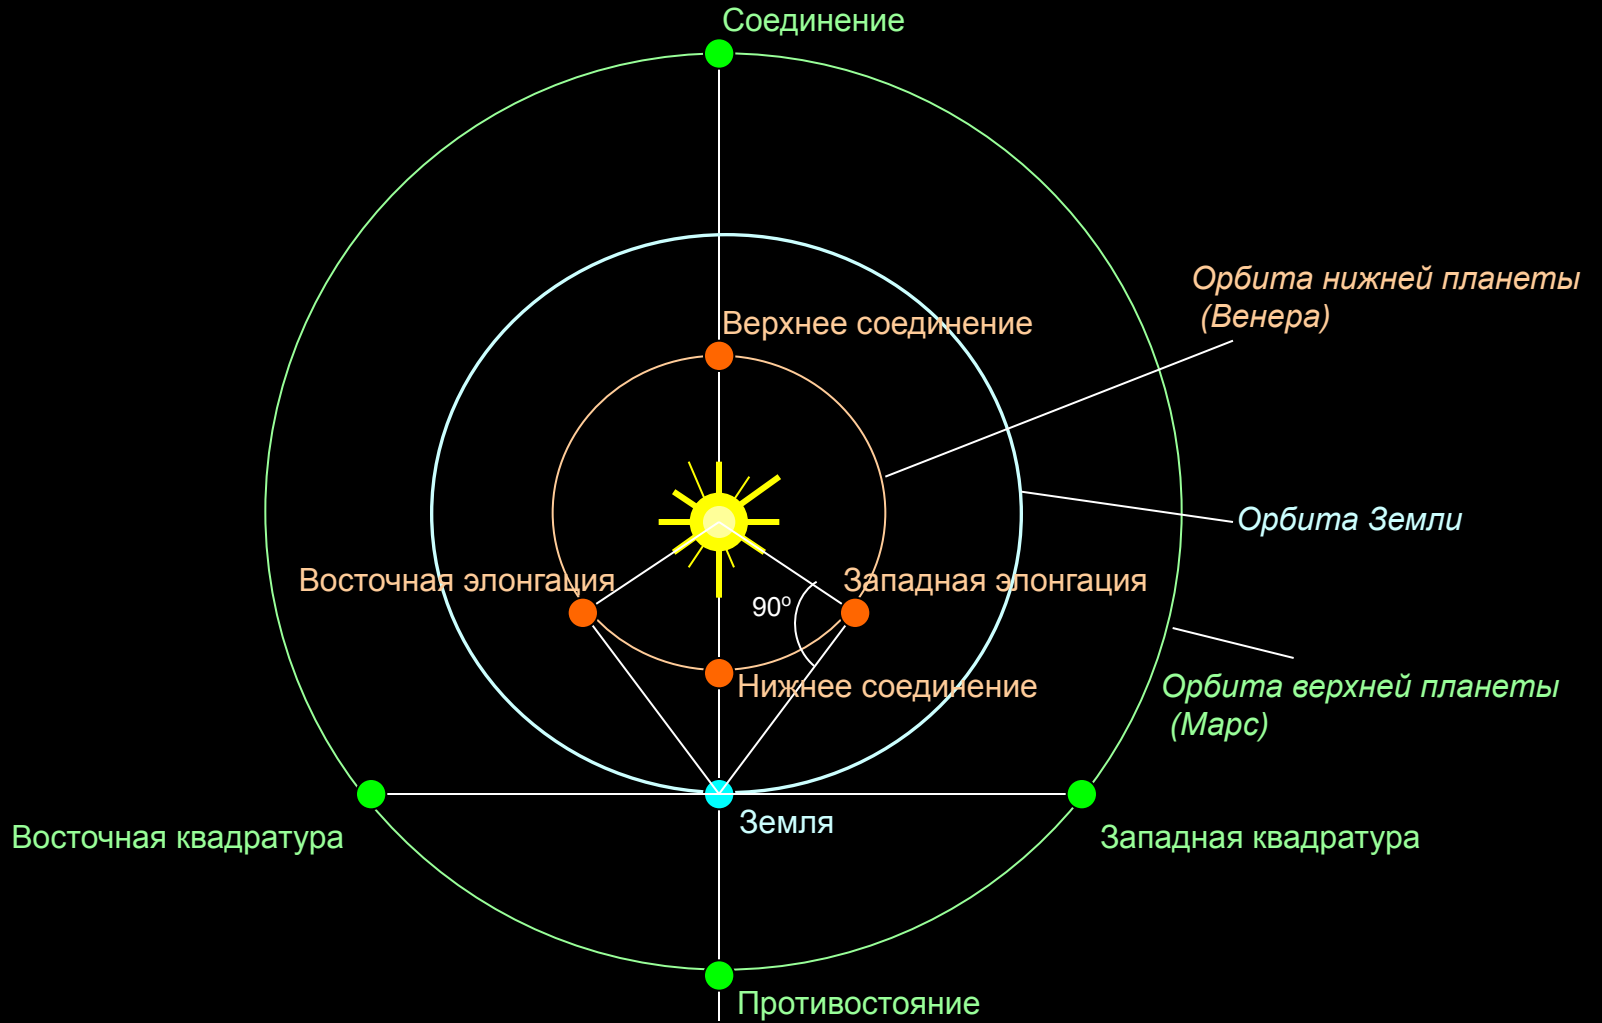 Соединение
Орбита нижней планеты
(Венера)
Верхнее соединение
Орбита Земли
Восточная элонгация
Западная элонгация
90º
Нижнее соединение
Орбита верхней планеты
(Марс)
Земля
Восточная квадратура
Западная квадратура
Противостояние